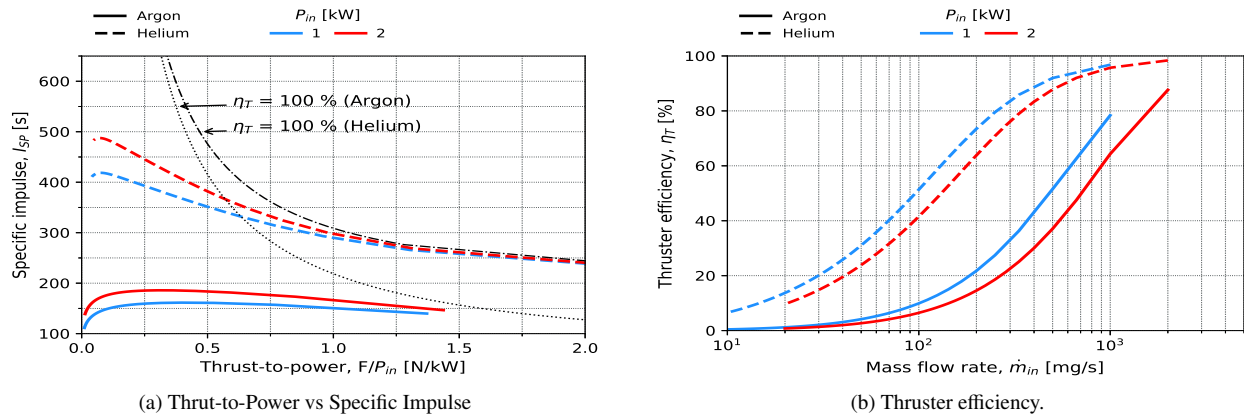 Argon
Helium
P_in [kW]
1
2
Specific impulse, I_SP [s]
600
500
400
300
200
100
η_T = 100 % (Argon)
η_T = 100 % (Helium)
0.0
0.5
1.0
1.5
2.0
Thrust-to-power, F/P_in [N/kW]
(a) Thrut-to-Power vs Specific Impulse
Argon
Helium
P_in [kW]
1
2
Thruster efficiency, η_T [%]
100
80
60
40
20
0
10^1
10^2
10^3
Mass flow rate, ṁ_in [mg/s]
(b) Thruster efficiency.